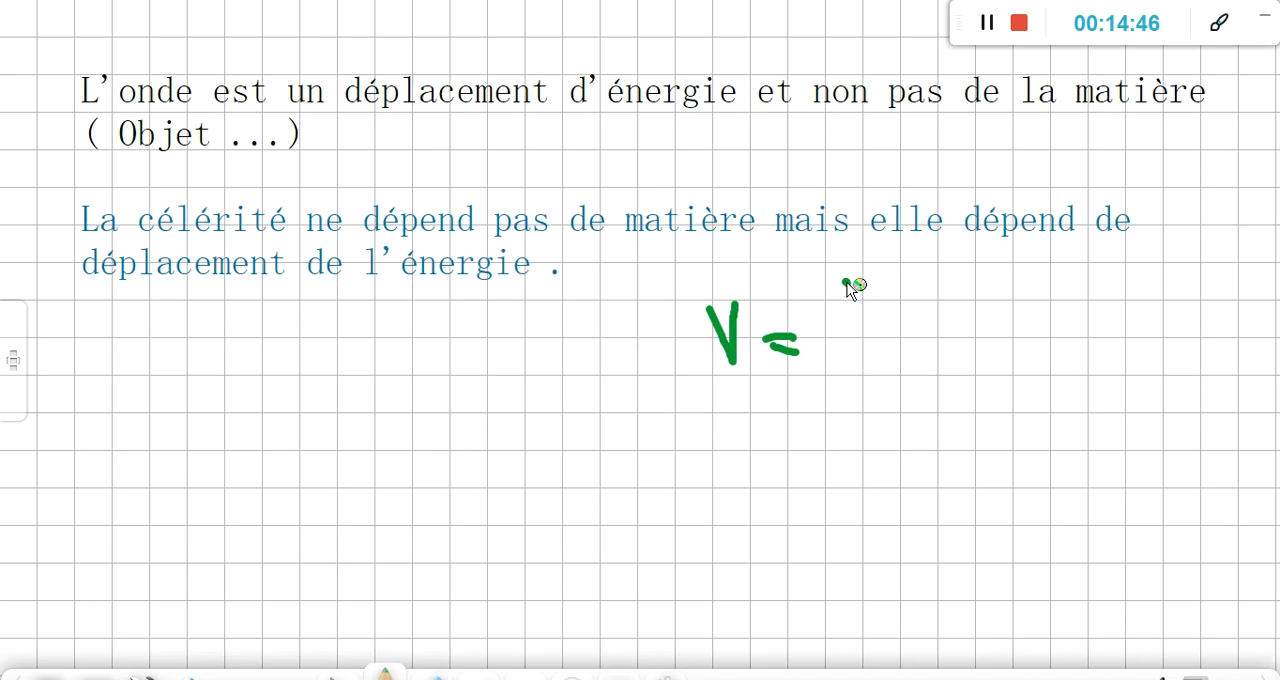 00:14:46
L'onde est un déplacement d'énergie et non pas de la matière
( Objet ...)
La célérité ne dépend pas de matière mais elle dépend de
déplacement de l'énergie .
V =